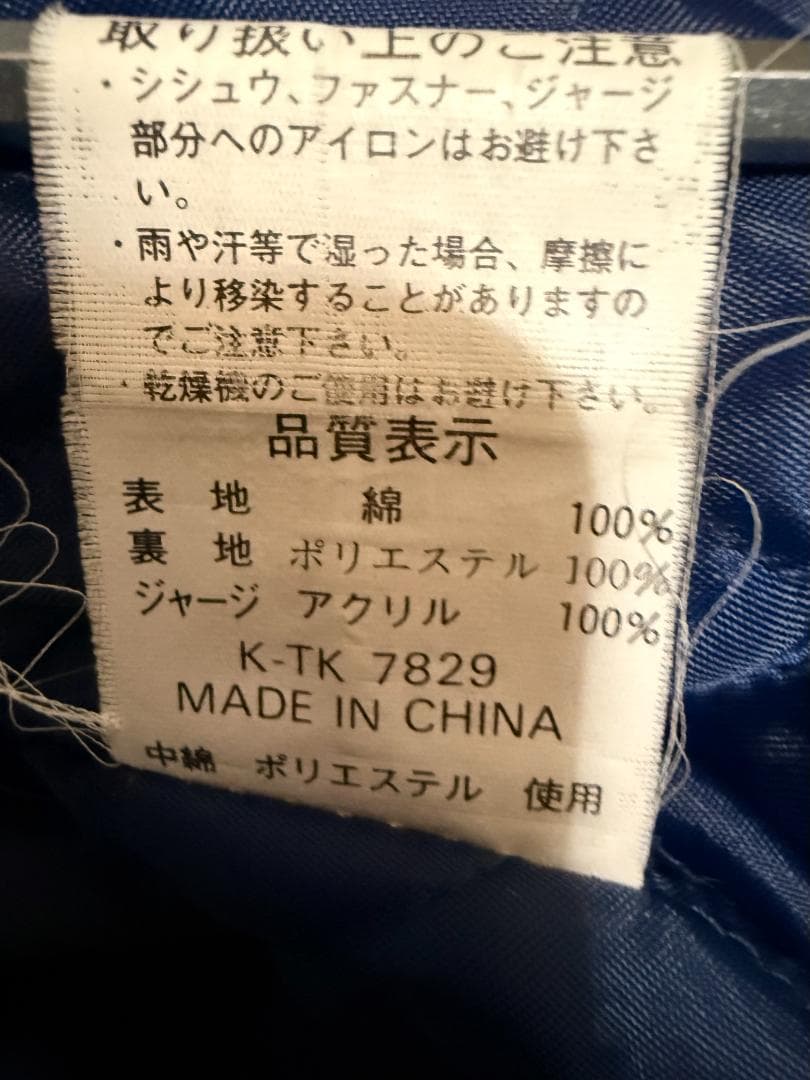 取り扱い上のご注意
・シシュウ、ファスナー、ジャージ
部分へのアイロンはお避け下さ
い。
・雨や汗等で湿った場合、摩擦に
より移染することがありますの
でご注意下さい。
・乾燥機のご使用はお避け下さい。
品質表示
表 地 綿 100%
裏 地 ポリエステル 100%
ジャージ アクリル 100%
K-TK 7829
MADE IN CHINA
中綿 ポリエステル 使用